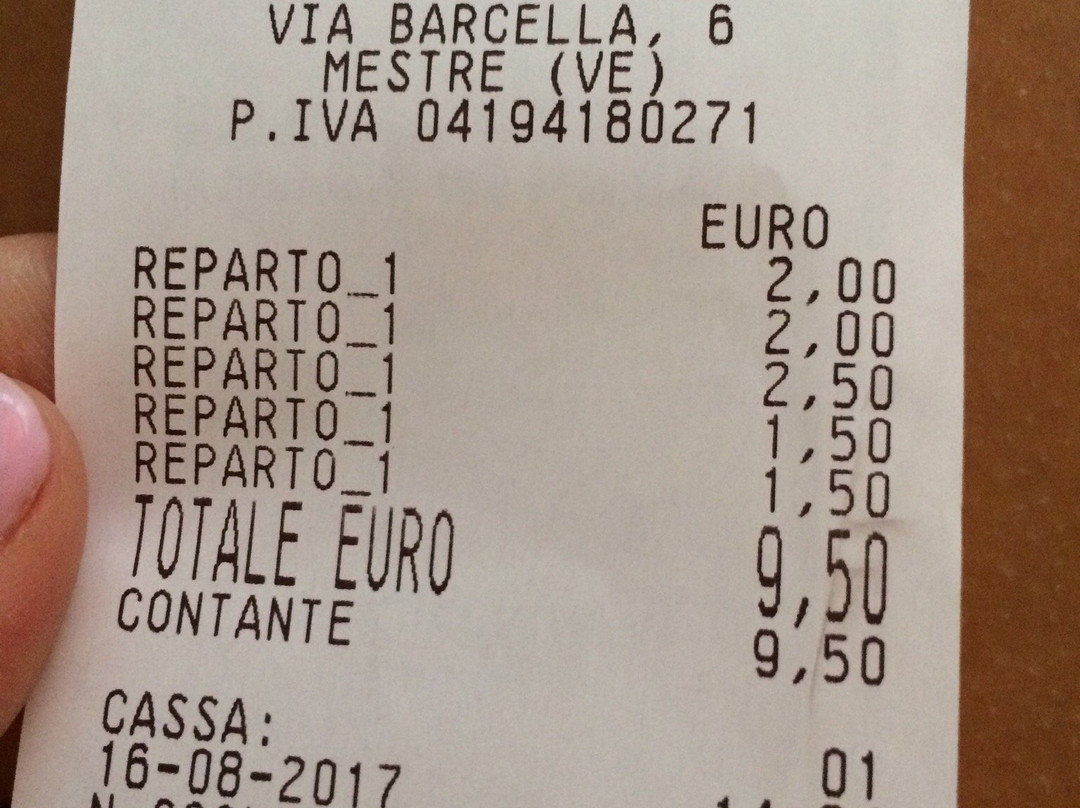 VIA BARCELLA, 6
MESTRE (VE)
P.IVA 04194180271
EURO
REPARTO_1 2,00
REPARTO_1 2,00
REPARTO_1 2,50
REPARTO_1 1,50
REPARTO_1 1,50
TOTALE EURO 9,50
CONTANTE 9,50
CASSA: 01
16-08-2017